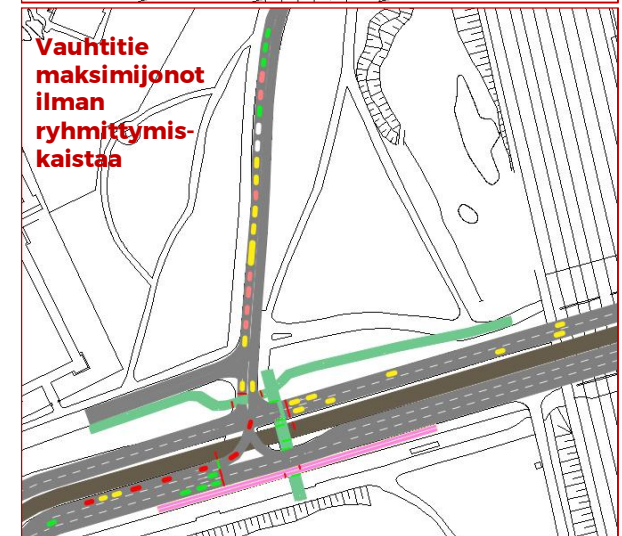 Vauhtitie
maksimijonot
ilman
ryhmittymis-
kaistaa